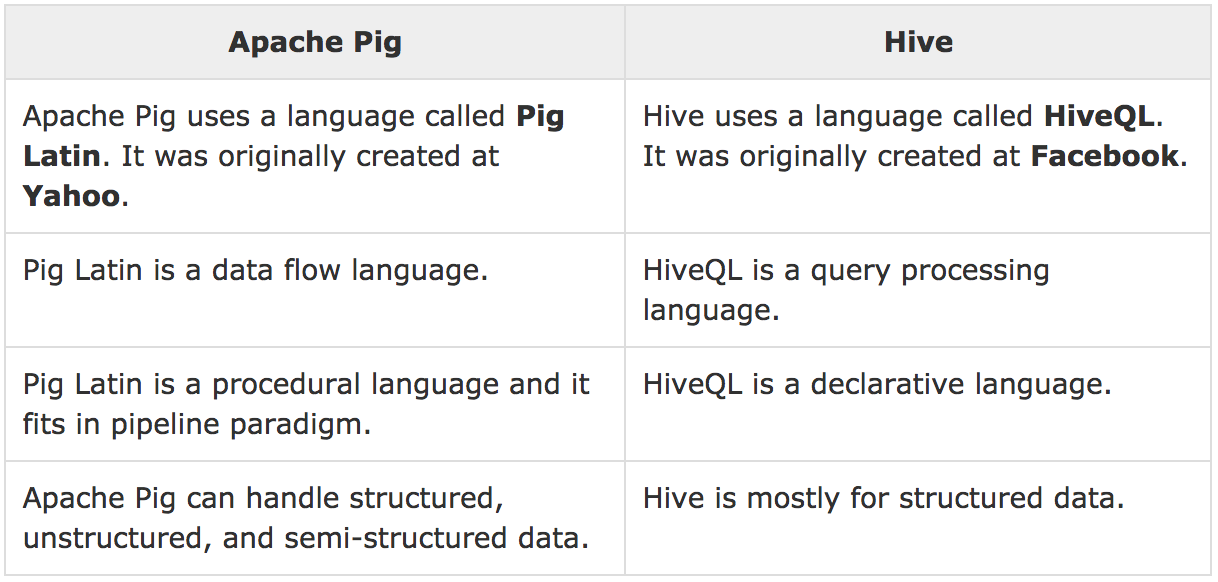 Apache Pig
Hive
Apache Pig uses a language called Pig
Latin. It was originally created at
Yahoo.
Hive uses a language called HiveQL.
It was originally created at Facebook.
Pig Latin is a data flow language.
HiveQL is a query processing
language.
Pig Latin is a procedural language and it
fits in pipeline paradigm.
HiveQL is a declarative language.
Apache Pig can handle structured,
unstructured, and semi-structured data.
Hive is mostly for structured data.